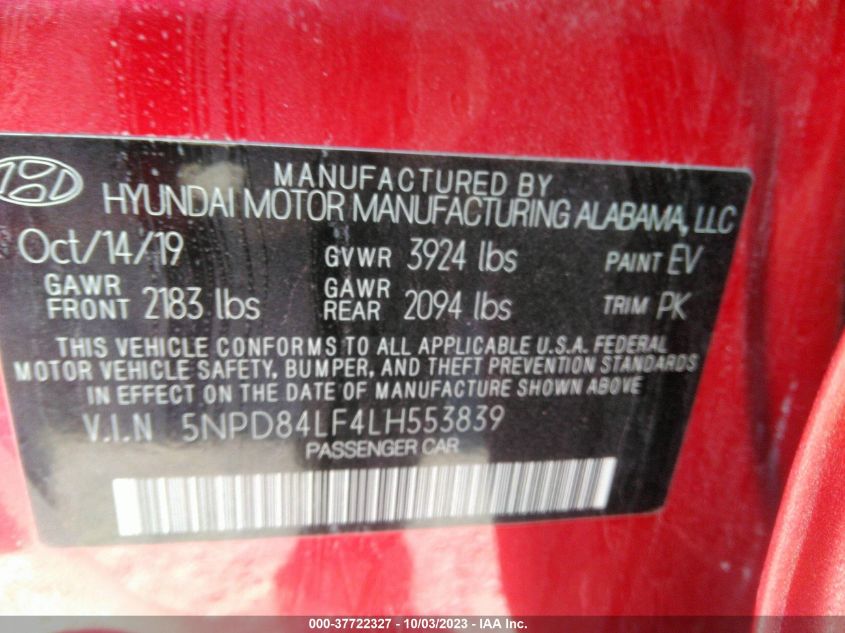 MANUFACTURED BY
HYUNDAI MOTOR MANUFACTURING ALABAMA, LLC
Oct/14/19 GVWR 3924 lbs PAINT EV
GAWR FRONT 2183 lbs GAWR REAR 2094 lbs TRIM PK
THIS VEHICLE CONFORMS TO ALL APPLICABLE U.S.A. FEDERAL
MOTOR VEHICLE SAFETY, BUMPER, AND THEFT PREVENTION STANDARDS
IN EFFECT ON THE DATE OF MANUFACTURE SHOWN ABOVE
V.I.N 5NPD84LF4LH553839
PASSENGER CAR
000-37722327 - 10/03/2023 - IAA Inc.